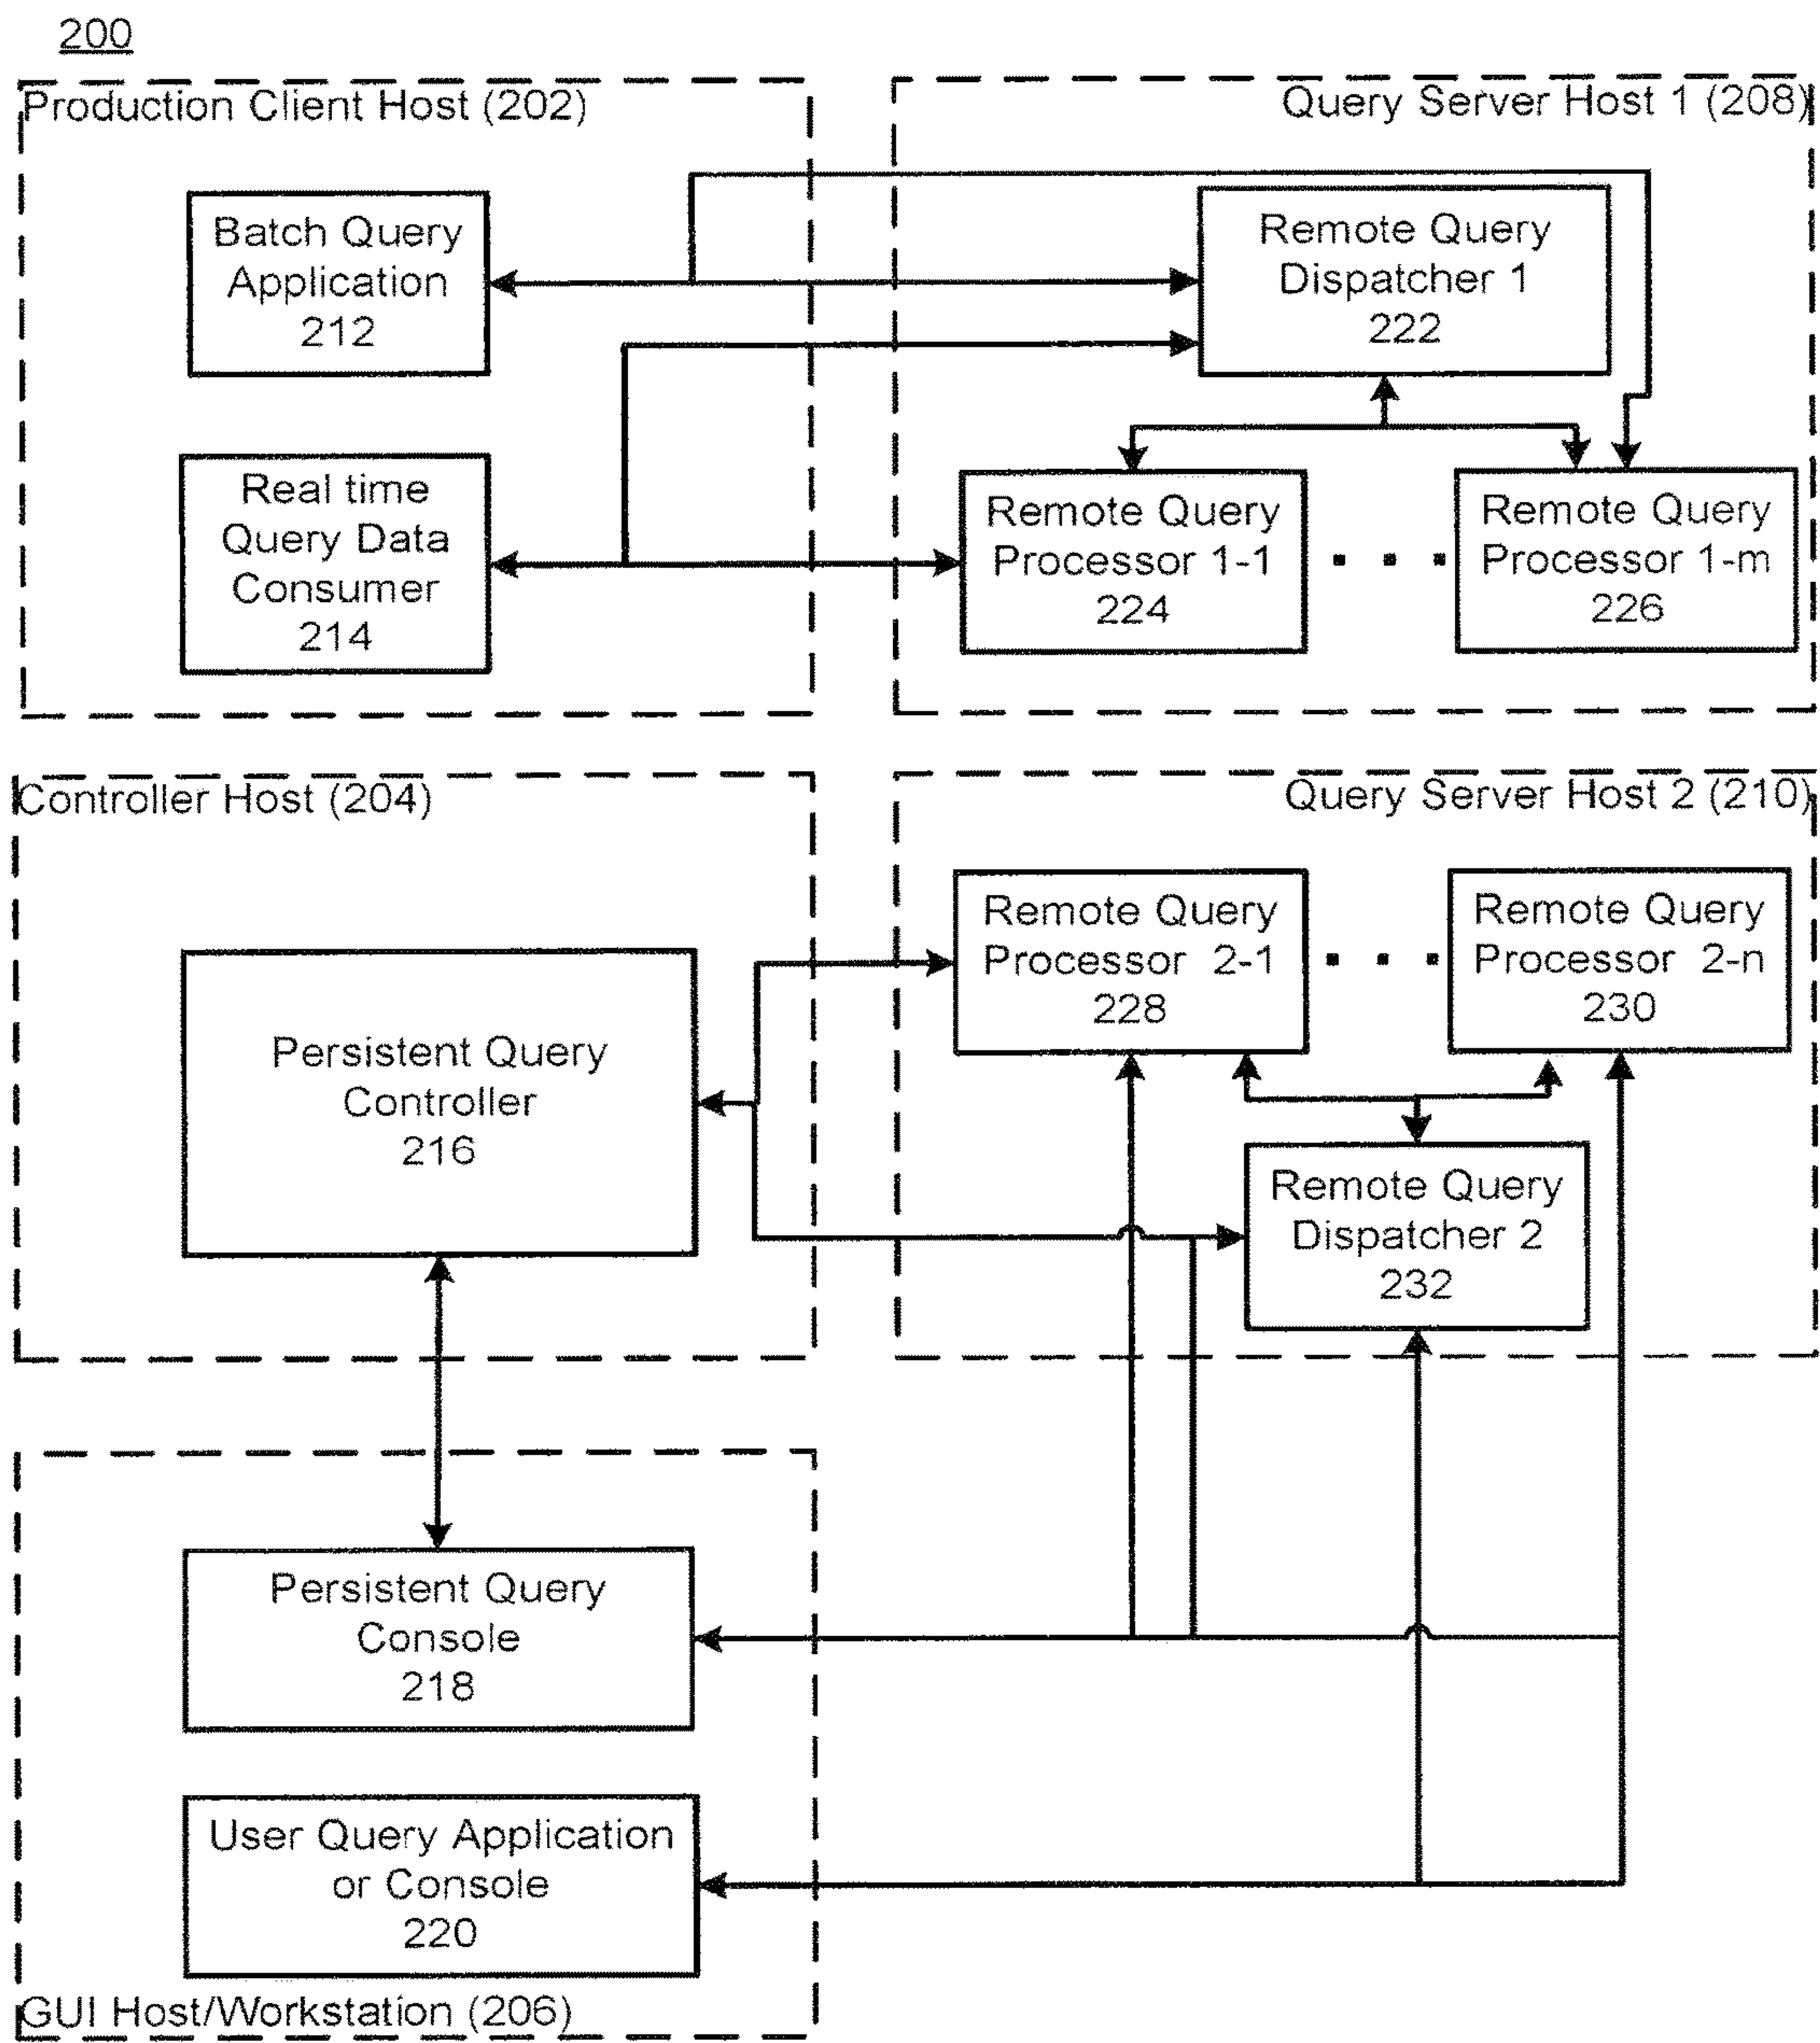 200
Production Client Host (202)
Query Server Host 1 (208)
Batch Query
Application
212
Remote Query
Dispatcher 1
222
Real time
Query Data
Consumer
214
Remote Query
Processor 1-1
224
Remote Query
Processor 1-m
226
Controller Host (204)
Query Server Host 2 (210)
Persistent Query
Controller
216
Remote Query
Processor 2-1
228
Remote Query
Processor 2-n
230
Remote Query
Dispatcher 2
232
Persistent Query
Console
218
User Query Application
or Console
220
GUI Host/Workstation (206)